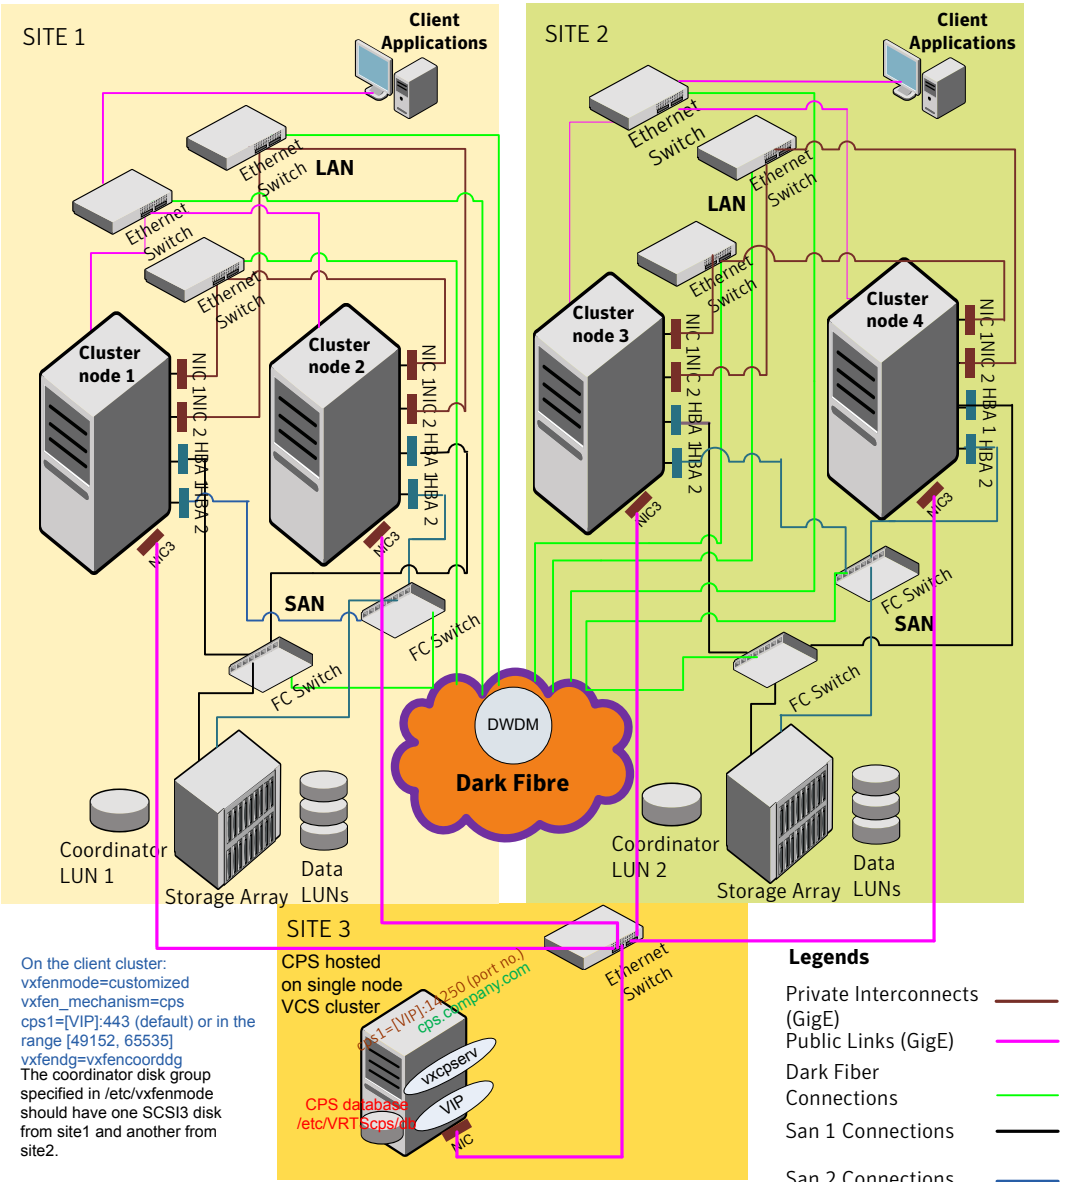 SITE 1
Client
Applications
Ethernet
Switch
LAN
Ethernet
Switch
Ethernet
Switch
Cluster
node 1
NIC 1
NIC 2
HBA 1
HBA 2
NIC3
Cluster
node 2
NIC 1
NIC 2
HBA 1
HBA 2
NIC3
SAN
FC Switch
FC Switch
Coordinator
LUN 1
Storage Array
Data
LUNs
SITE 2
Client
Applications
Ethernet
Switch
Ethernet
Switch
LAN
Ethernet
Switch
Cluster
node 3
NIC 1
NIC 2
HBA 1
HBA 2
NIC3
Cluster
node 4
NIC 1
NIC 2
HBA 1
HBA 2
NIC3
FC Switch
SAN
FC Switch
Coordinator
LUN 2
Storage Array
Data
LUNs
DWDM
Dark Fibre
SITE 3
CPS hosted
on single node
VCS cluster
Ethernet
Switch
cps1=[VIP]:14250 (port no.)
cps.company.com
vxcpserv
VIP
CPS database
/etc/VRTScps/db
NIC
On the client cluster:
vxfenmode=customized
vxfen_mechanism=cps
cps1=[VIP]:443 (default) or in the
range [49152, 65535]
vxfendg=vxfencoorddg
The coordinator disk group
specified in /etc/vxfenmode
should have one SCSI3 disk
from site1 and another from
site2.
Legends
Private Interconnects
(GigE)
Public Links (GigE)
Dark Fiber
Connections
San 1 Connections
San 2 Connections